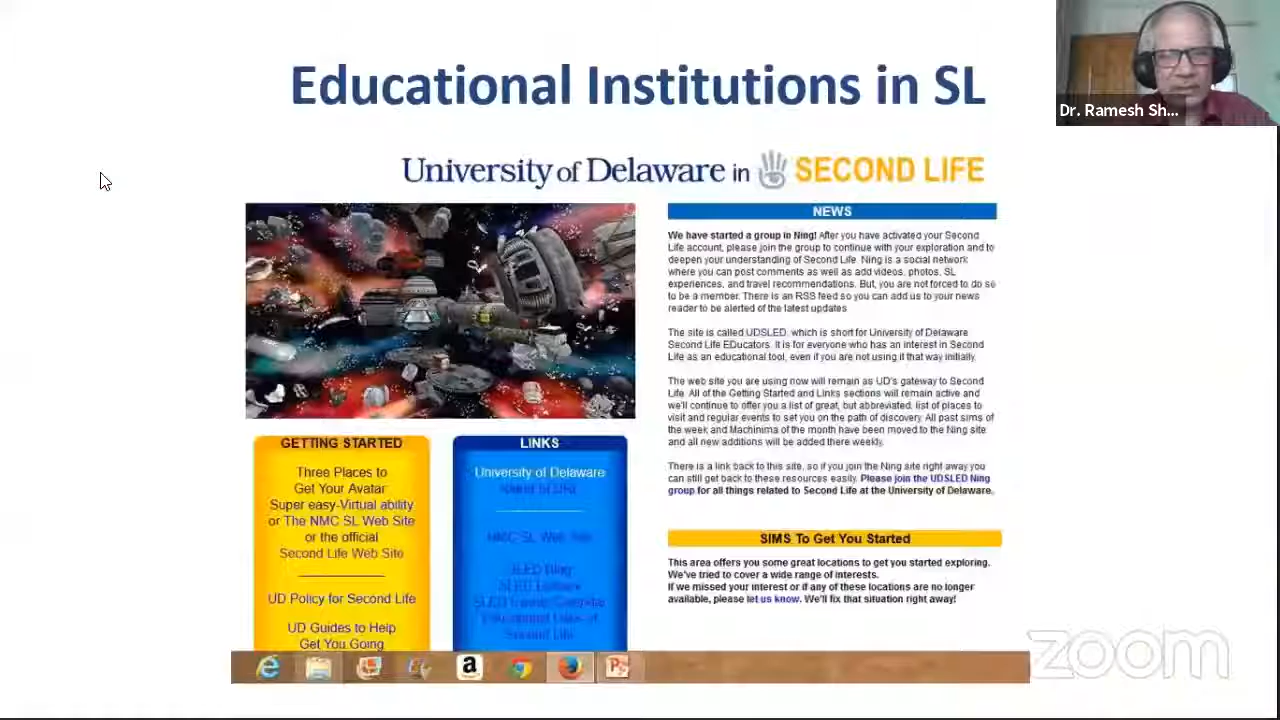 Educational Institutions in SL
Dr. Ramesh Sh...
University of Delaware in SECOND LIFE
NEWS
We have started a group in Ning! After you have activated your Second
Life account, please join the group to continue with your exploration and to
deepen your understanding of Second Life. Ning is a social network
where you can post comments as well as add videos, photos, SL
experiences, and travel recommendations. But, you are not forced to do so
to be a member. There is an RSS feed so you can add us to your news
reader to be alerted of the latest updates
The site is called UDSLED, which is short for University of Delaware
Second Life EDucators. It is for everyone who has an interest in Second
Life as an educational tool, even if you are not using it that way initially.
The web site you are using now will remain as UD's gateway to Second
Life. All of the Getting Started and Links sections will remain active and
we'll continue to offer you a list of great, but abbreviated, list of places to
visit and regular events to set you on the path of discovery. All past sims of
the week and Machinima of the month have been moved to the Ning site
and all new additions will be added there weekly.
There is a link back to this site, so if you join the Ning site right away you
can still get back to these resources easily. Please join the UDSLED Ning
group for all things related to Second Life at the University of Delaware.
GETTING STARTED
Three Places to
Get Your Avatar
Super easy-Virtual ability
or The NMC SL Web Site
or the official
Second Life Web Site
UD Policy for Second Life
UD Guides to Help
Get You Going
LINKS
University of Delaware
NMC SL Web Site
SLED Blog
Second Life
SIMS To Get You Started
This area offers you some great locations to get you started exploring.
We've tried to cover a wide range of interests.
If we missed your interest or if any of these locations are no longer
available, please let us know. We'll fix that situation right away!
zoom